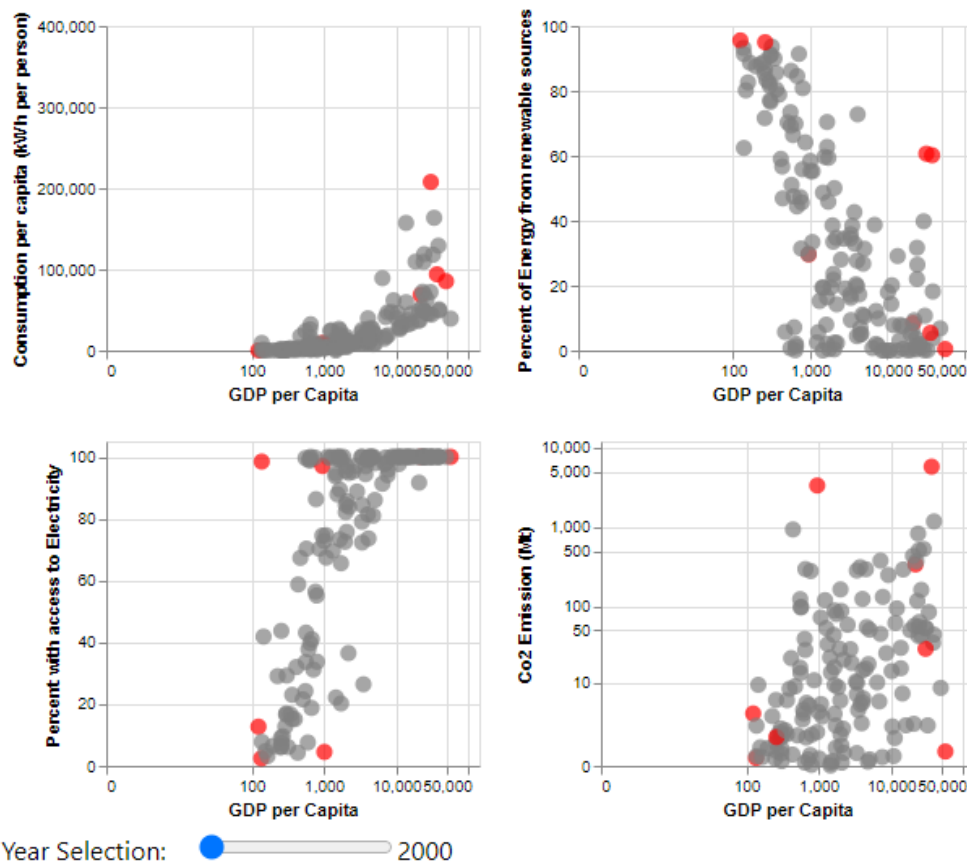 Consumption per capita (kWh per person)
400,000
300,000
200,000
100,000
0
0 100 1,000 10,000 50,000
GDP per Capita
Percent of Energy from renewable sources
100
80
60
40
20
0
0 100 1,000 10,000 50,000
GDP per Capita
Percent with access to Electricity
100
80
60
40
20
0
0 100 1,000 10,000 50,000
GDP per Capita
Co2 Emission (Mt)
10,000
5,000
1,000
500
100
50
10
0
0 100 1,000 10,000 50,000
GDP per Capita
Year Selection: 2000